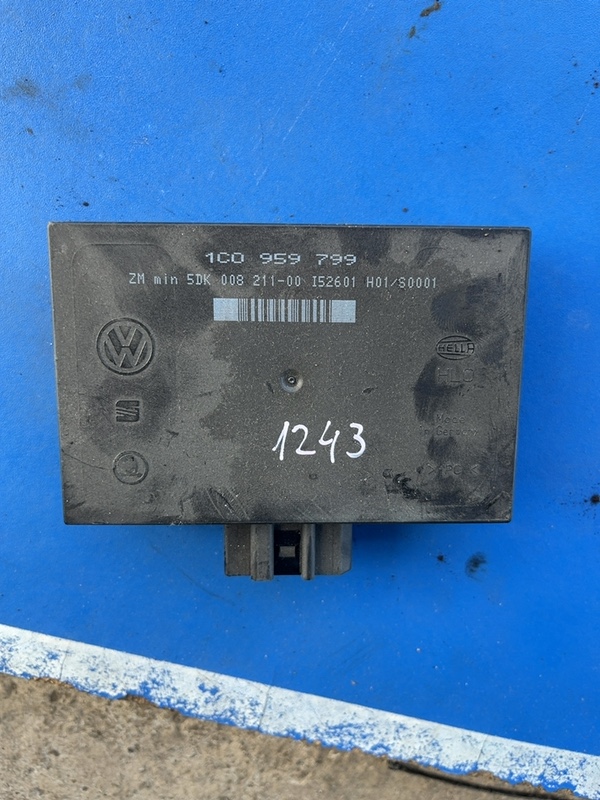 1C0 959 799
ZM min 5DK 008 211-00 I52601 H01/S0001
HELLA
1243